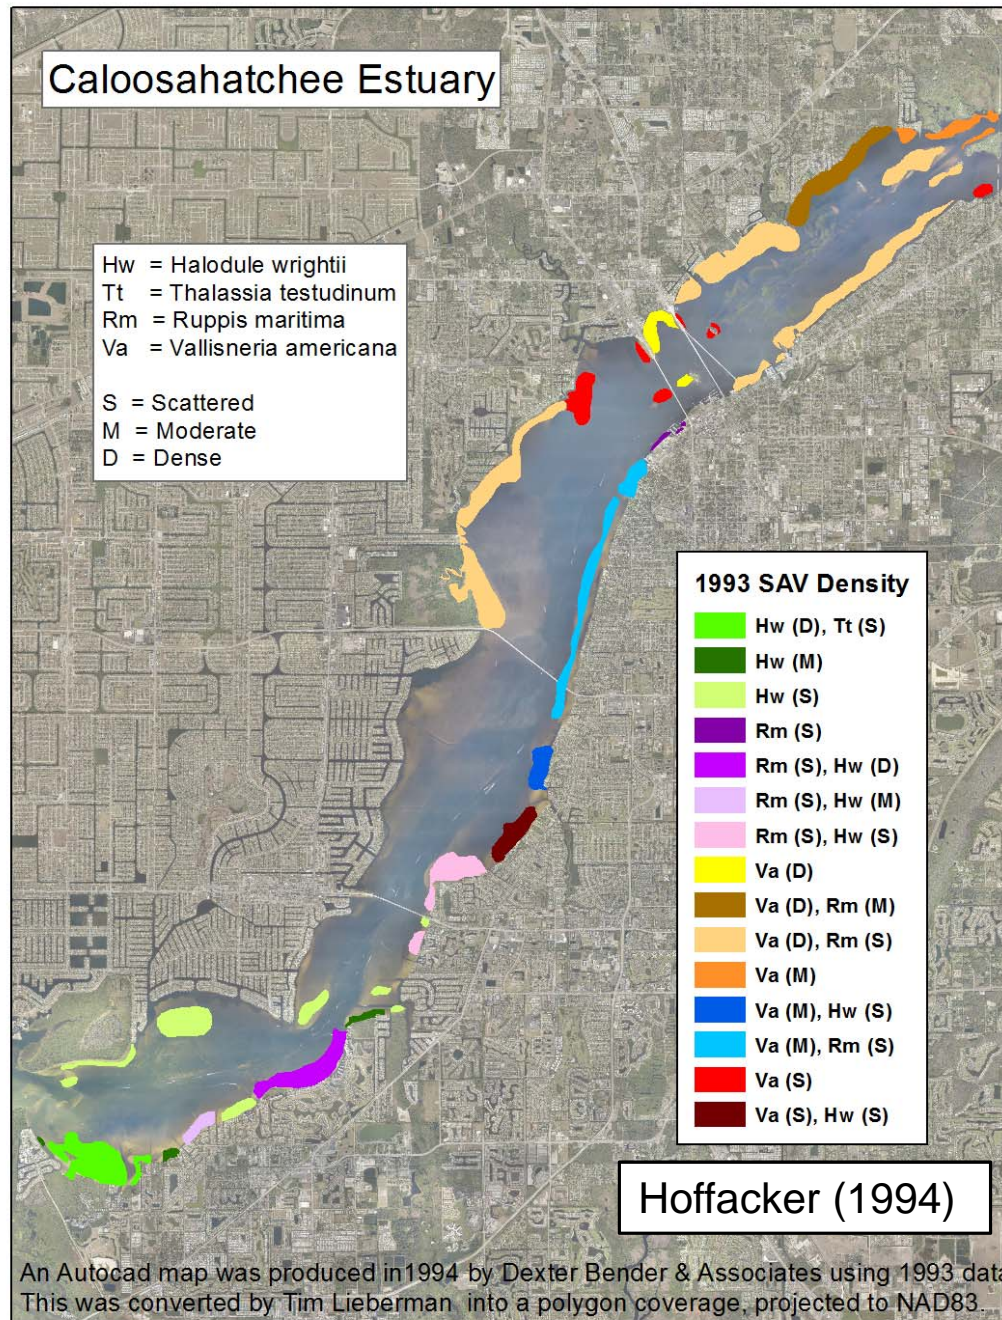 Caloosahatchee Estuary
Hw = Halodule wrightii
Tt = Thalassia testudinum
Rm = Ruppis maritima
Va = Vallisneria americana
S = Scattered
M = Moderate
D = Dense
1993 SAV Density
Hw (D), Tt (S)
Hw (M)
Hw (S)
Rm (S)
Rm (S), Hw (D)
Rm (S), Hw (M)
Rm (S), Hw (S)
Va (D)
Va (D), Rm (M)
Va (D), Rm (S)
Va (M)
Va (M), Hw (S)
Va (M), Rm (S)
Va (S)
Va (S), Hw (S)
Hoffacker (1994)
An Autocad map was produced in1994 by Dexter Bender & Associates using 1993 data
This was converted by Tim Lieberman into a polygon coverage, projected to NAD83.